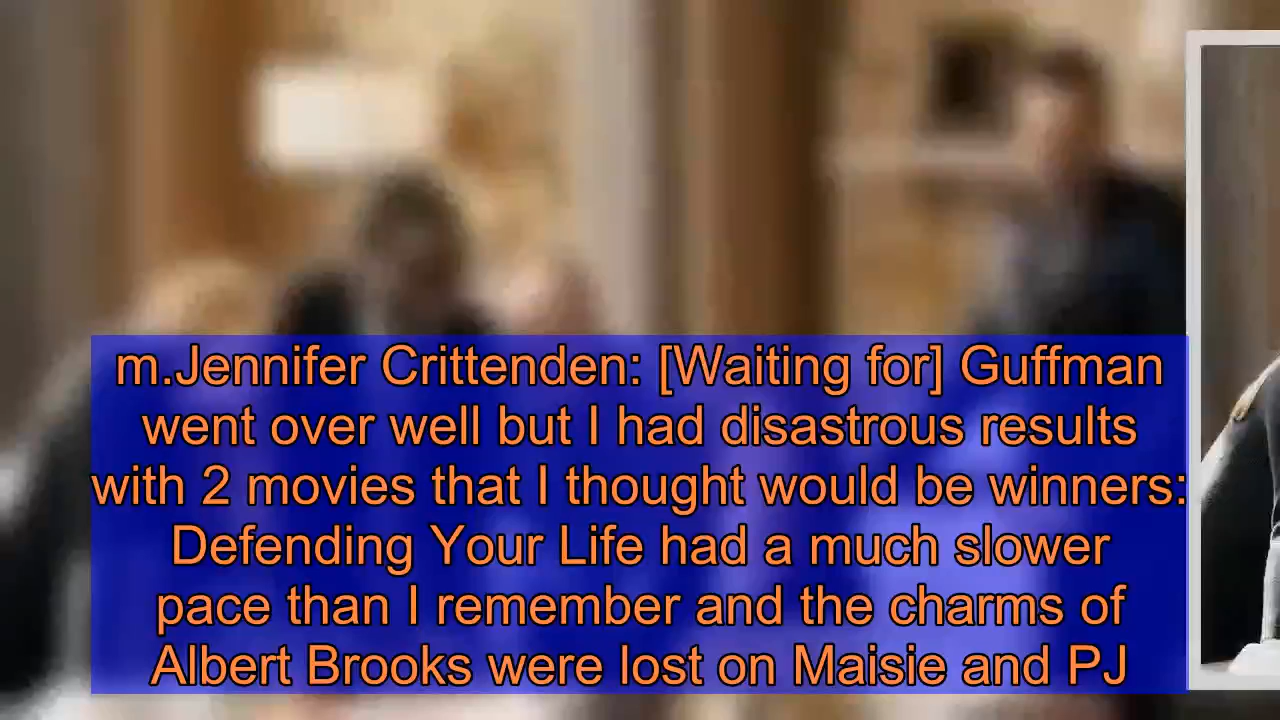 m.Jennifer Crittenden: [Waiting for] Guffman
went over well but I had disastrous results
with 2 movies that I thought would be winners:
Defending Your Life had a much slower
pace than I remember and the charms of
Albert Brooks were lost on Maisie and PJ